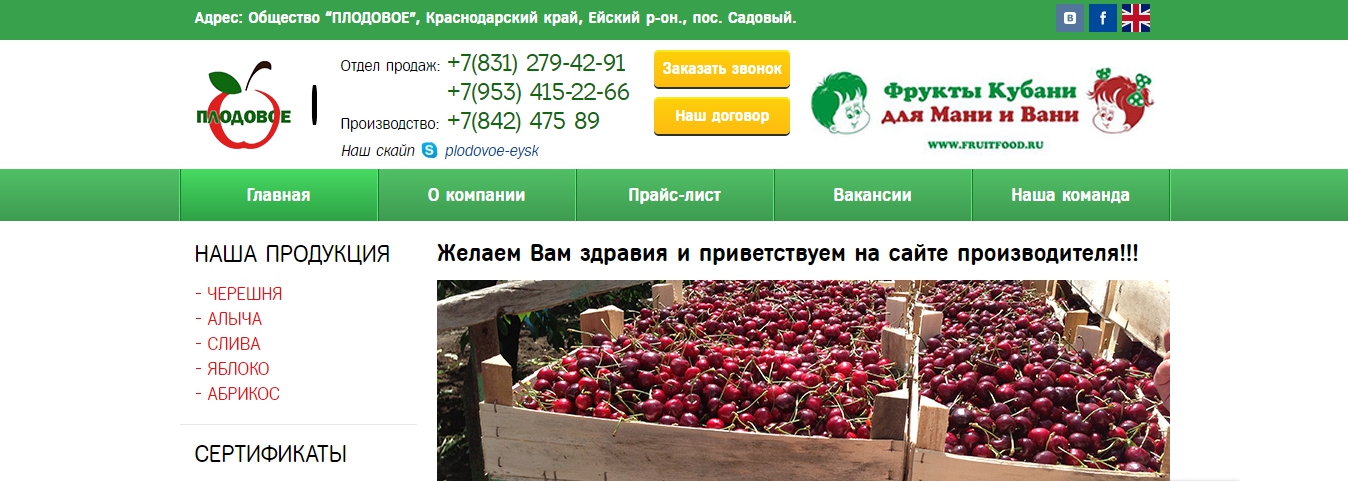 Адрес: Общество “ПЛОДОВОЕ”, Краснодарский край, Ейский р-он., пос. Садовый.
В f
ПЛОДОВОЕ
Отдел продаж: +7(831) 279-42-91
+7(953) 415-22-66
Производство: +7(842) 475 89
Наш скайп S plodovoe-eysk
Заказать звонок
Наш договор
Фрукты Кубани
для Мани и Вани
WWW.FRUITFOOD.RU
Главная О компании Прайс-лист Вакансии Наша команда
НАША ПРОДУКЦИЯ
- ЧЕРЕШНЯ
- АЛЫЧА
- СЛИВА
- ЯБЛОКО
- АБРИКОС
СЕРТИФИКАТЫ
Желаем Вам здравия и приветствуем на сайте производителя!!!